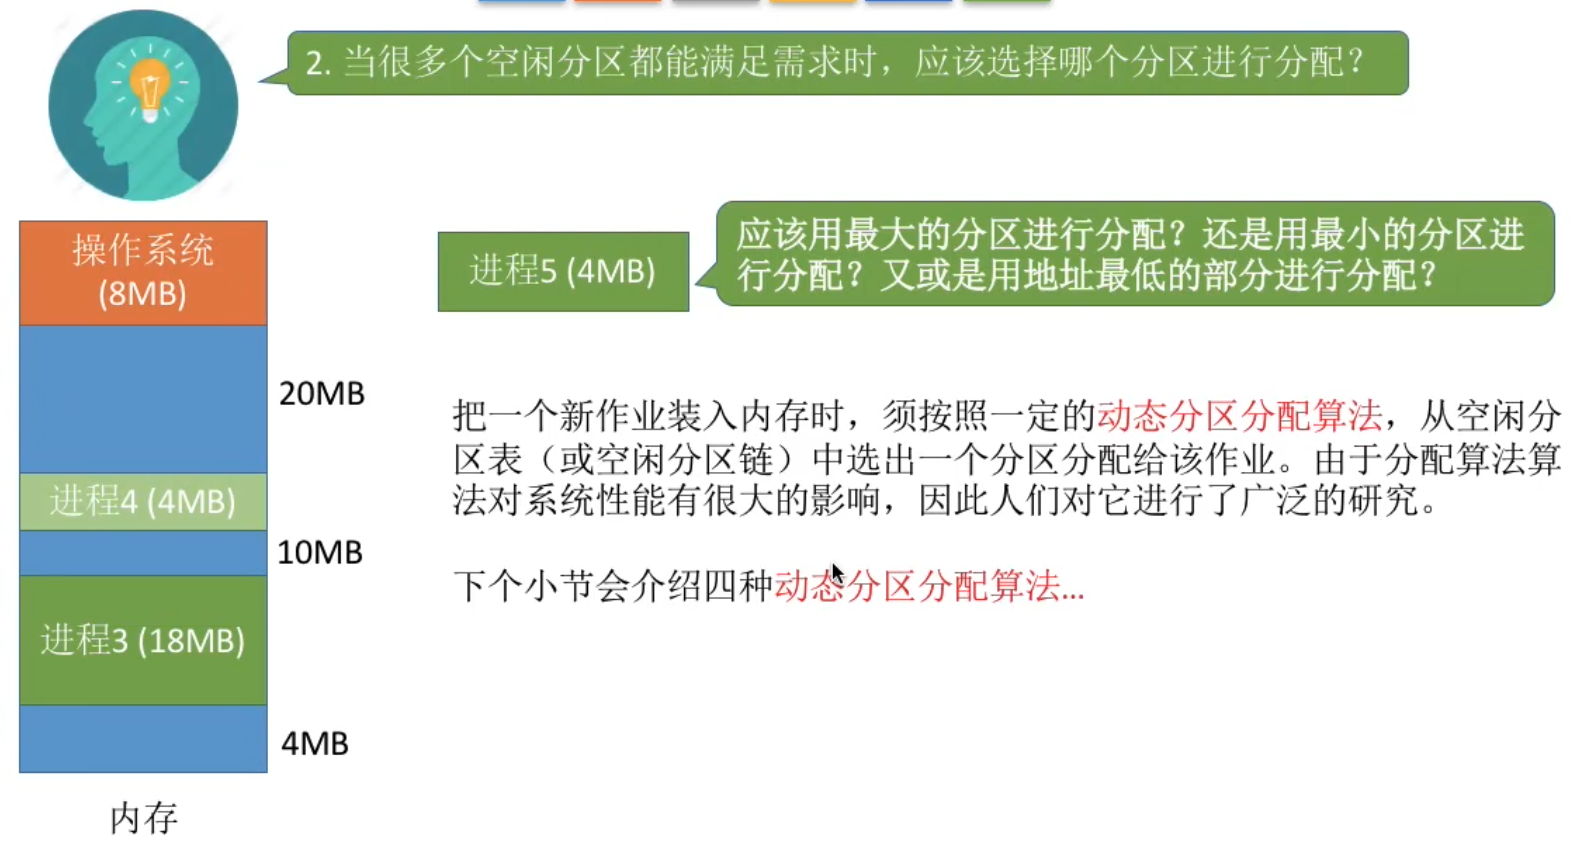 2. 当很多个空闲分区都能满足需求时，应该选择哪个分区进行分配？
操作系统
(8MB)
20MB
进程4 (4MB)
10MB
进程3 (18MB)
4MB
内存
进程5 (4MB)
应该用最大的分区进行分配？还是用最小的分区进
行分配？又或是用地址最低的部分进行分配？
把一个新作业装入内存时，须按照一定的动态分区分配算法，从空闲分
区表（或空闲分区链）中选出一个分区分配给该作业。由于分配算法算
法对系统性能有很大的影响，因此人们对它进行了广泛的研究。
下个小节会介绍四种动态分区分配算法...